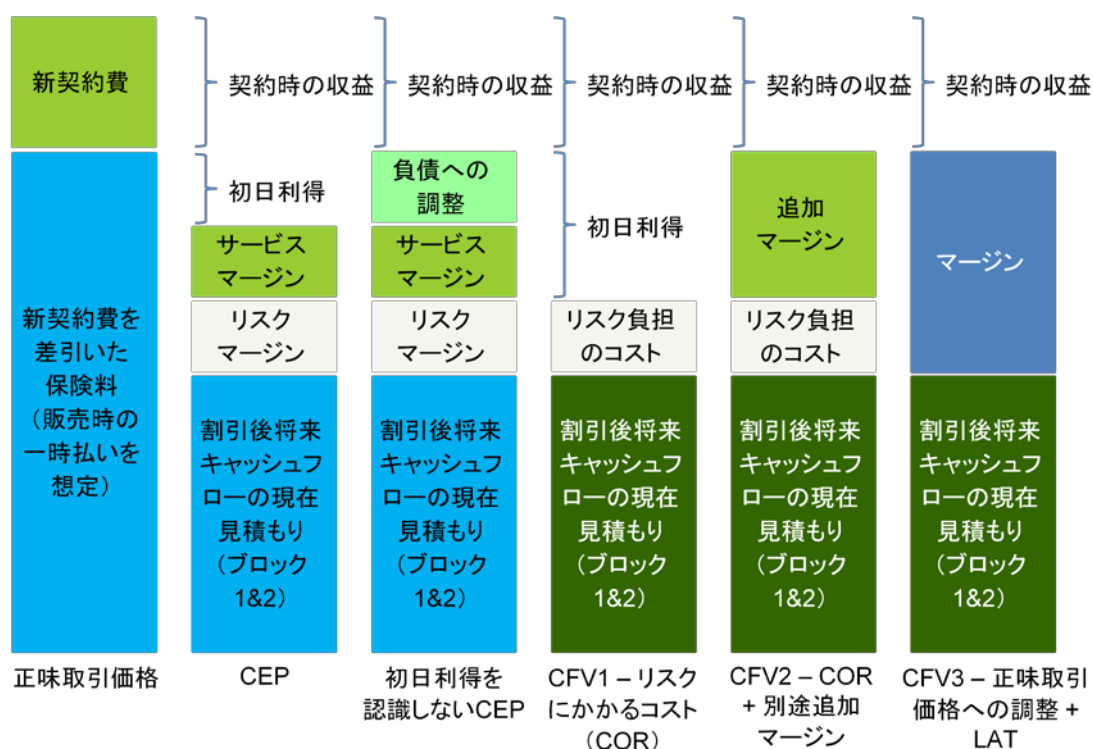 新契約費
契約時の収益
契約時の収益
契約時の収益
契約時の収益
契約時の収益
新契約費を
差引いた
保険料
（販売時の
一時払いを
想定）
正味取引価格
初日利得
サービス
マージン
リスク
マージン
割引後将来
キャッシュフ
ローの現在
見積もり
（ブロック
1&2）
CEP
負債への
調整
サービス
マージン
リスク
マージン
割引後将来
キャッシュフ
ローの現在
見積もり
（ブロック
1&2）
初日利得を
認識しないCEP
初日利得
リスク負担
のコスト
割引後将来
キャッシュフ
ローの現在
見積もり
（ブロック
1&2）
CFV1 – リスク
にかかるコスト
（COR）
追加
マージン
リスク負担
のコスト
割引後将来
キャッシュフ
ローの現在
見積もり
（ブロック
1&2）
CFV2 – COR
+ 別途追加
マージン
マージン
割引後将来
キャッシュフ
ローの現在
見積もり
（ブロック
1&2）
CFV3 – 正味取引
価格への調整 +
LAT